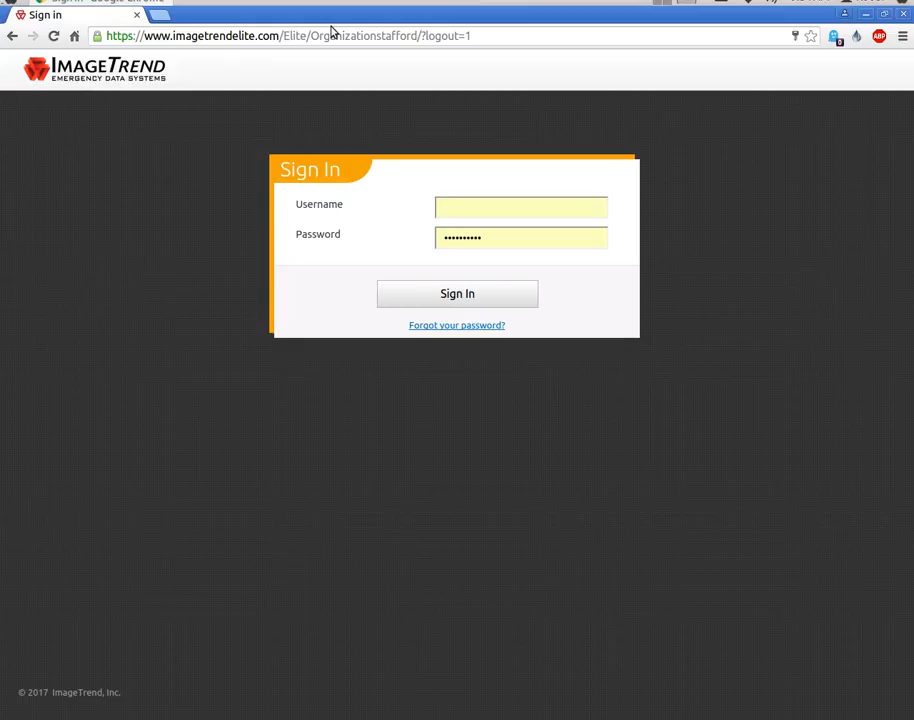 Sign in
https://www.imagetrendelite.com/Elite/Organizationstafford/?logout=1
ABP
IMAGETREND
EMERGENCY DATA SYSTEMS
Sign In
Username
Password
Sign In
Forgot your password?
© 2017 ImageTrend, Inc.